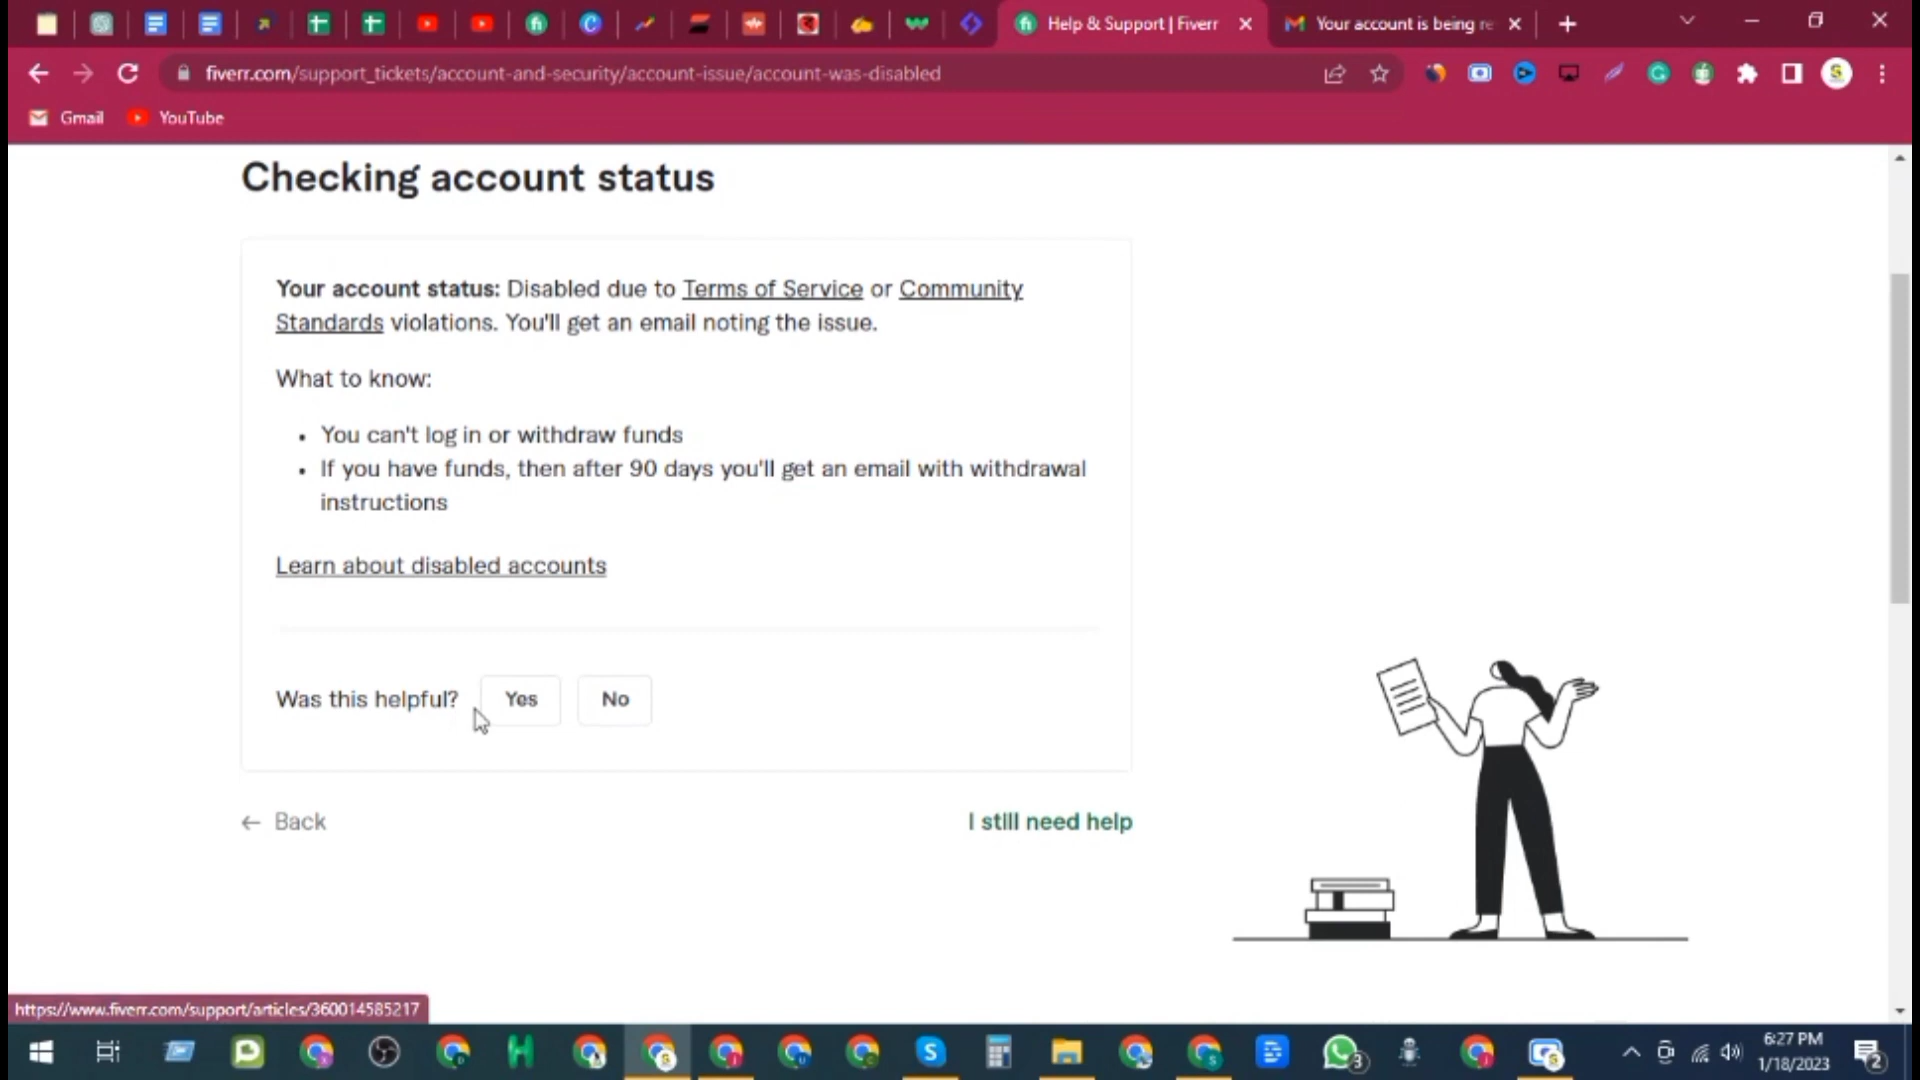 Help & Support | Fiverr
Your account is being re
fiverr.com/support_tickets/account-and-security/account-issue/account-was-disabled
Gmail
YouTube
Checking account status
Your account status: Disabled due to Terms of Service or Community
Standards violations. You'll get an email noting the issue.
What to know:
• You can't log in or withdraw funds
• If you have funds, then after 90 days you'll get an email with withdrawal
instructions
Learn about disabled accounts
Was this helpful?
Yes
No
← Back
I still need help
https://www.fiverr.com/support/articles/360014585217
3
6:27 PM
1/18/2023
2